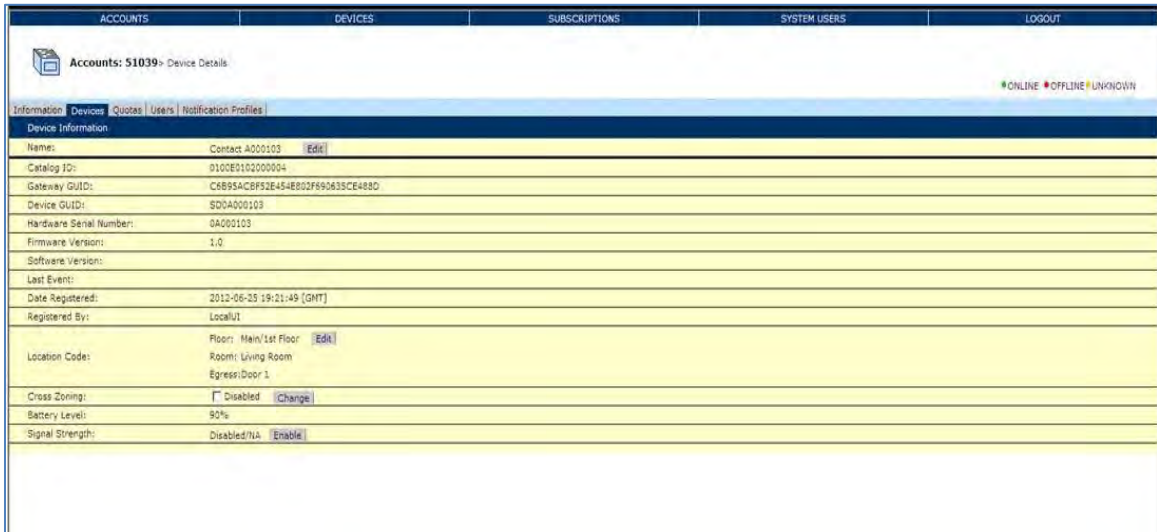 ACCOUNTS DEVICES SUBSCRIPTIONS SYSTEM USERS LOGOUT
Accounts: 51039> Device Details
ONLINE OFFLINE UNKNOWN
Information Devices Quotas Users Notification Profiles
Device Information
Name: Contact A000103 Edit
Catalog ID: 0100E0102000004
Gateway GUID:
Device GUID: SD0A000103
Hardware Serial Number: 0A000103
Firmware Version: 1.0
Software Version:
Last Event:
Date Registered: 2012-06-25 19:21:49 [GMT]
Registered By: LocalUI
Floor: Main/1st Floor Edit
Location Code: Room: Living Room
Egress:Door 1
Cross Zoning: Disabled Change
Battery Level: 90%
Signal Strength: Disabled/NA Enable